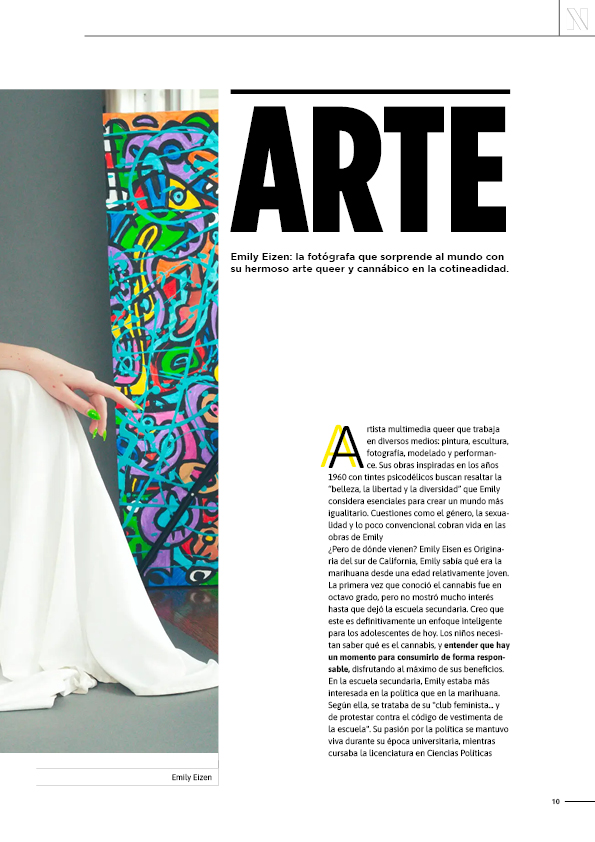 N
ARTE
Emily Eizen: la fotógrafa que sorprende al mundo con
su hermoso arte queer y cannábico en la cotineadidad.
Artista multimedia queer que trabaja
en diversos medios: pintura, escultura,
fotografía, modelado y performan-
ce. Sus obras inspiradas en los años
1960 con tintes psicodélicos buscan resaltar la
"belleza, la libertad y la diversidad" que Emily
considera esenciales para crear un mundo más
igualitario. Cuestiones como el género, la sexua-
lidad y lo poco convencional cobran vida en las
obras de Emily
¿Pero de dónde vienen? Emily Eisen es Origina-
ria del sur de California, Emily sabía qué era la
marihuana desde una edad relativamente joven.
La primera vez que conoció el cannabis fue en
octavo grado, pero no mostró mucho interés
hasta que dejó la escuela secundaria. Creo que
este es definitivamente un enfoque inteligente
para los adolescentes de hoy. Los niños necesi-
tan saber qué es el cannabis, y entender que hay
un momento para consumirlo de forma respon-
sable, disfrutando al máximo de sus beneficios.
En la escuela secundaria, Emily estaba más
interesada en la política que en la marihuana.
Según ella, se trataba de su "club feminista... y
de protestar contra el código de vestimenta de
la escuela". Su pasión por la política se mantuvo
viva durante su época universitaria, mientras
cursaba la licenciatura en Ciencias Políticas
Emily Eizen
10